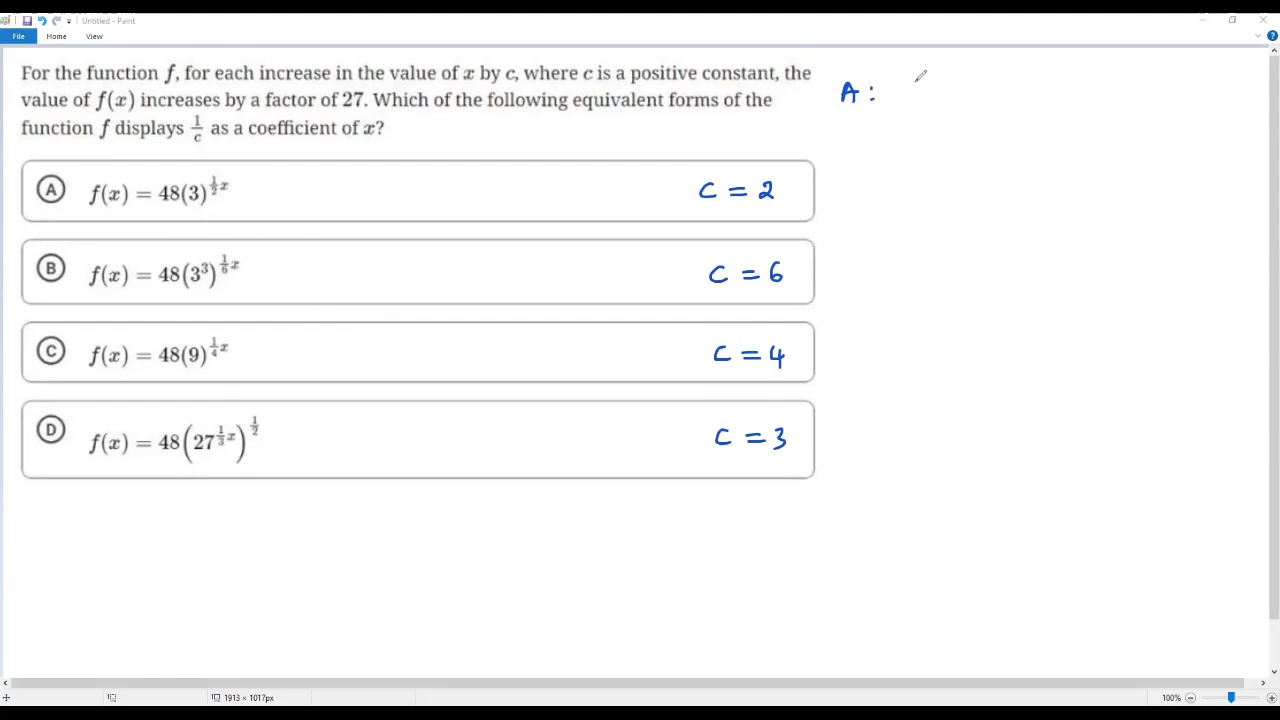 Untitled - Paint
File Home View
For the function f, for each increase in the value of x by c, where c is a positive constant, the
value of f(x) increases by a factor of 27. Which of the following equivalent forms of the
function f displays 1/c as a coefficient of x?
A :
A f(x) = 48(3)^(1/2 x) C = 2
B f(x) = 48(3³)^(1/6 x) C = 6
C f(x) = 48(9)^(1/4 x) C = 4
D f(x) = 48(27^(1/3 x))^(1/2) C = 3
1913 × 1017px 100%